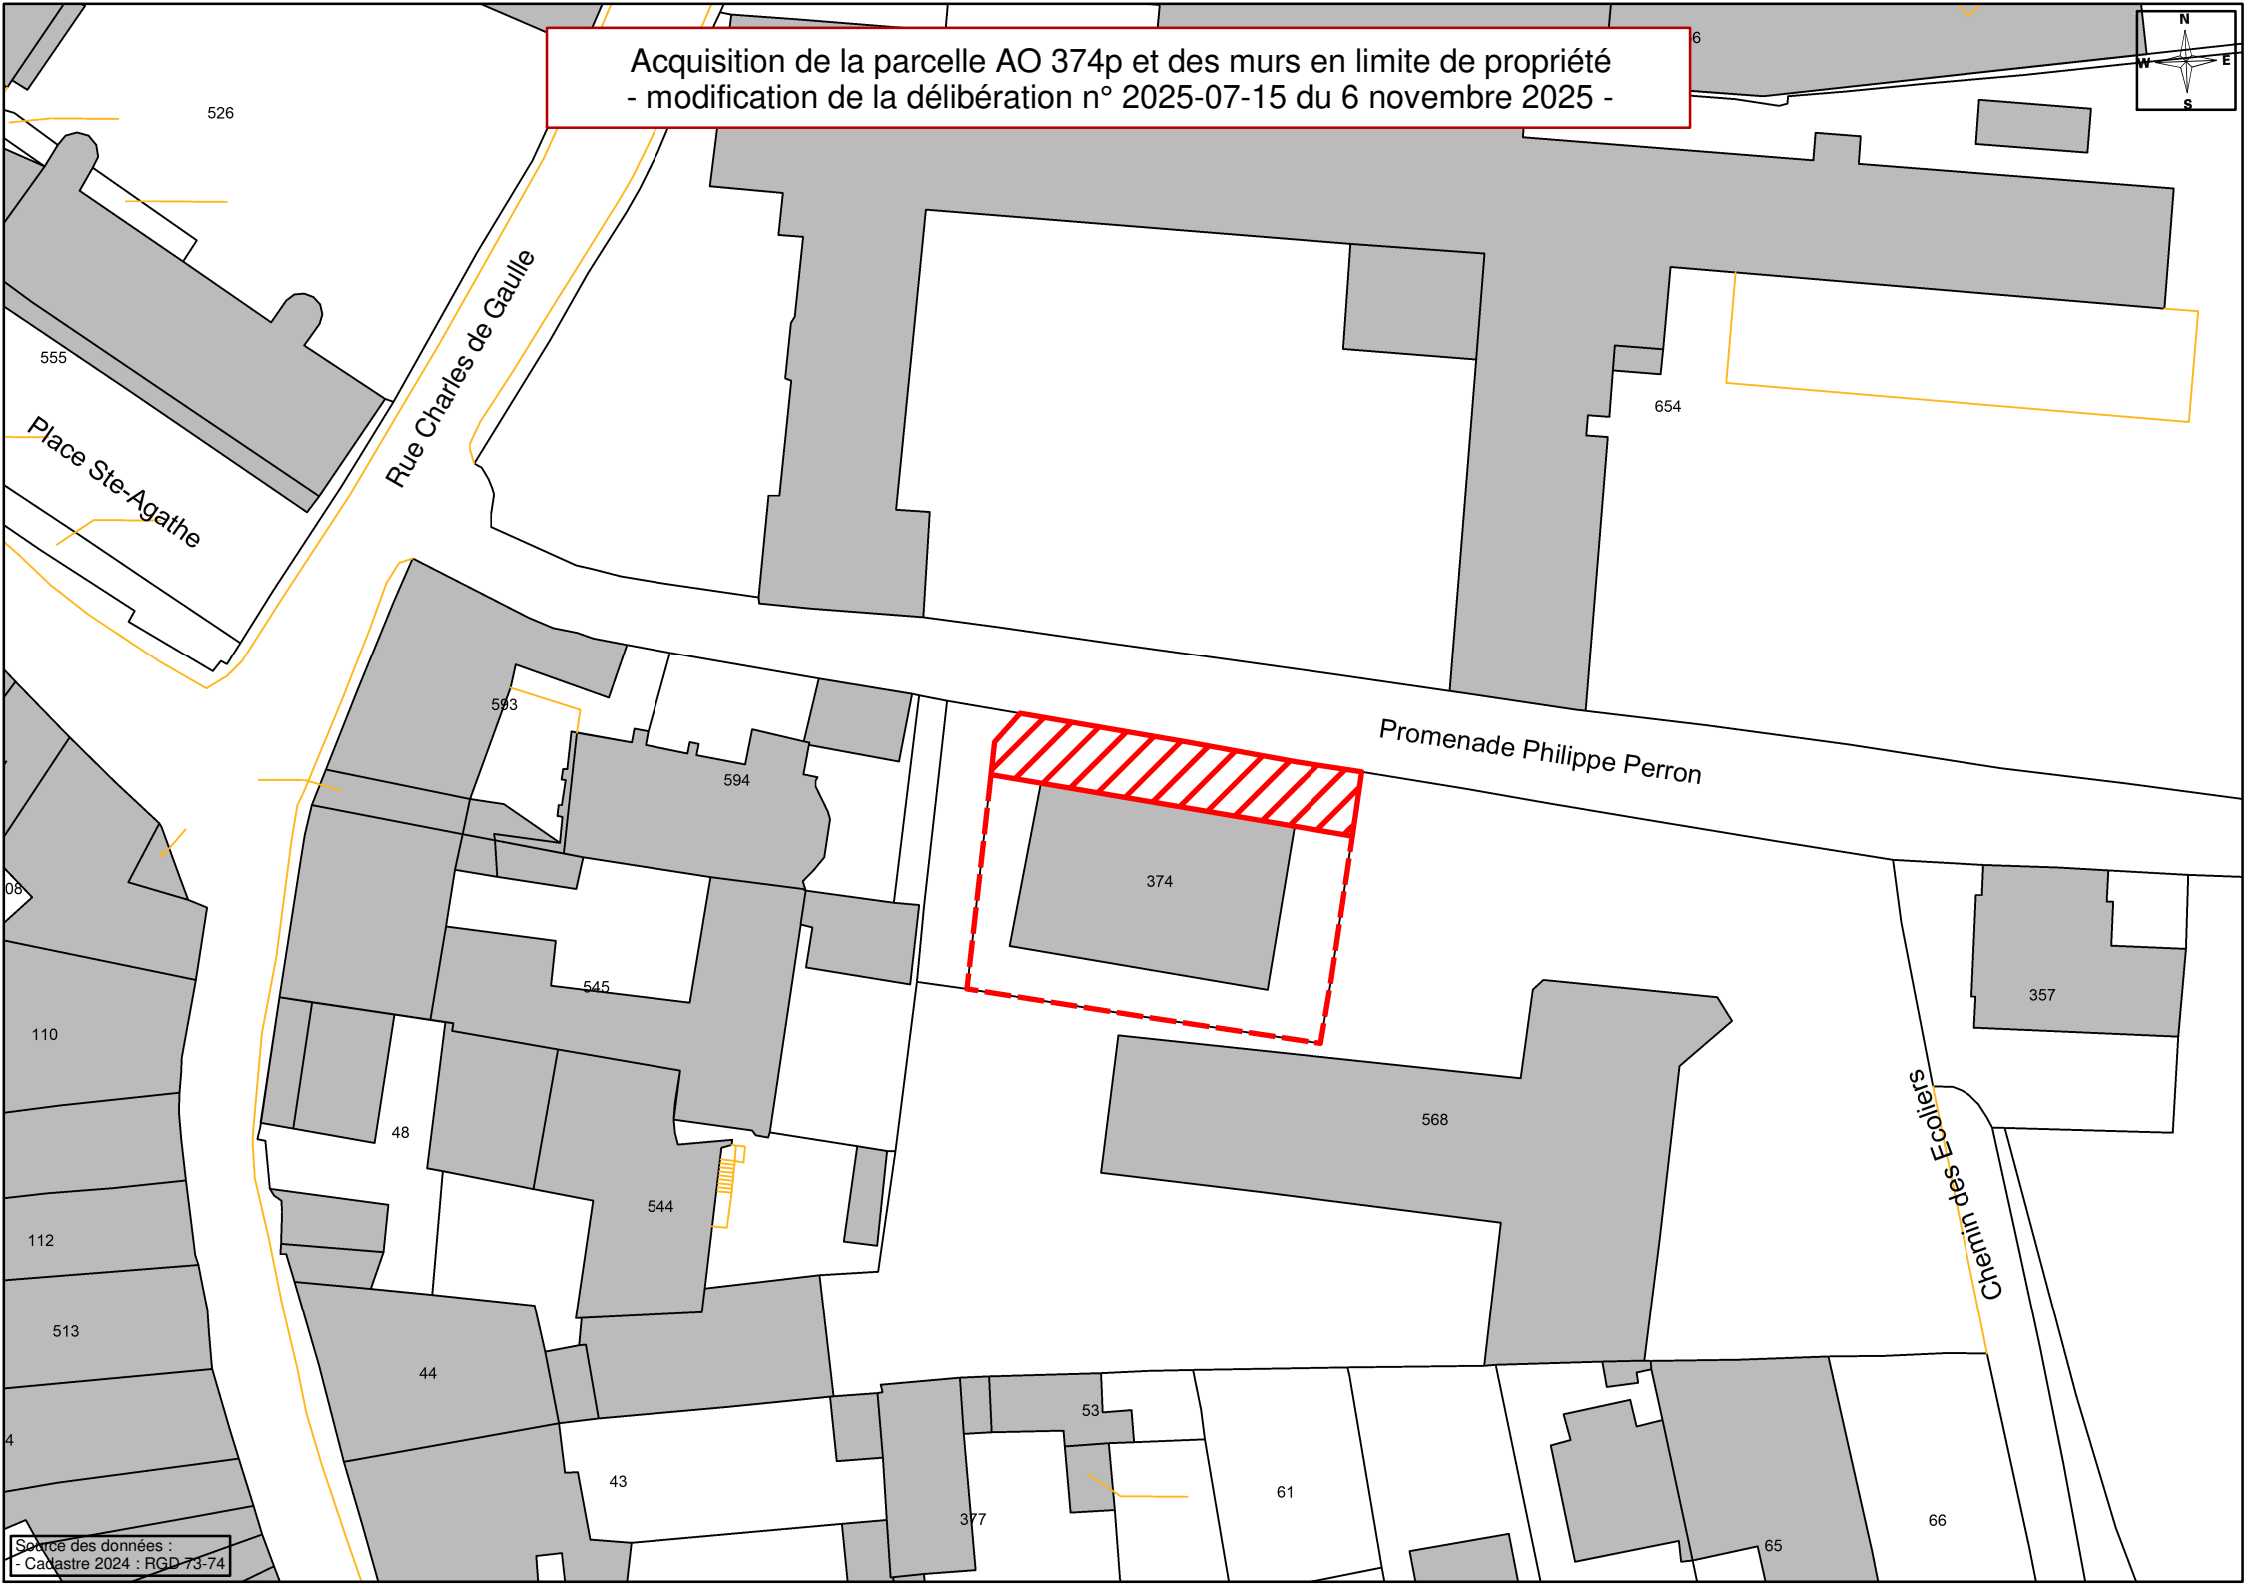 Acquisition de la parcelle AO 374p et des murs en limite de propriété
- modification de la délibération n° 2025-07-15 du 6 novembre 2025 -
N
W
E
S
526
555
Place Ste-Agathe
Rue Charles de Gaulle
654
Promenade Philippe Perron
593
594
374
545
357
110
48
568
544
Chemin des Ecoliers
112
513
44
53
43
61
377
66
65
Source des données :
- Cadastre 2024 : RGD 73-74